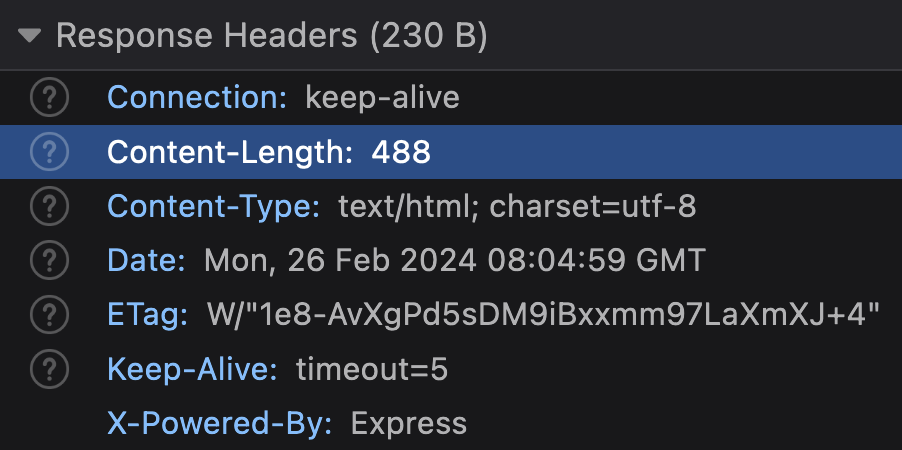 Response Headers (230 B)
Connection: keep-alive
Content-Length: 488
Content-Type: text/html; charset=utf-8
Date: Mon, 26 Feb 2024 08:04:59 GMT
ETag: W/"1e8-AvXgPd5sDM9iBxxmm97LaXmXJ+4"
Keep-Alive: timeout=5
X-Powered-By: Express